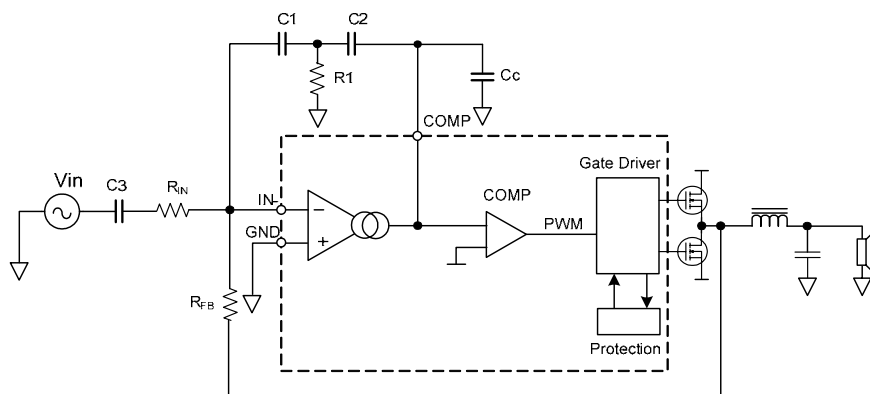 C1
C2
R1
Cc
COMP
Vin
C3
RIN
IN-
GND
COMP
PWM
Gate Driver
RFB
Protection